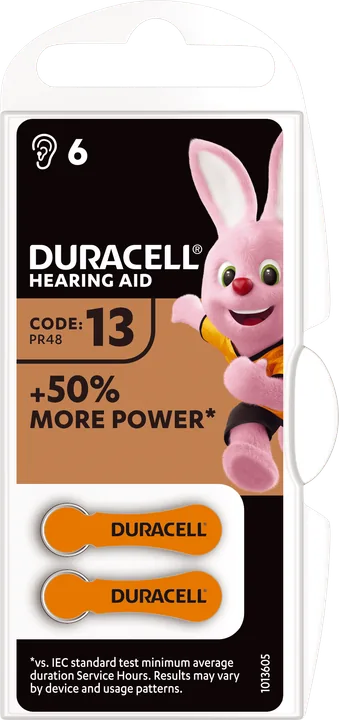 6
DURACELL®
HEARING AID
CODE: 13
PR48
+50%
MORE POWER*
DURACELL®
DURACELL®
*vs. IEC standard test minimum average
duration Service Hours. Results may vary
by device and usage patterns.
1013605